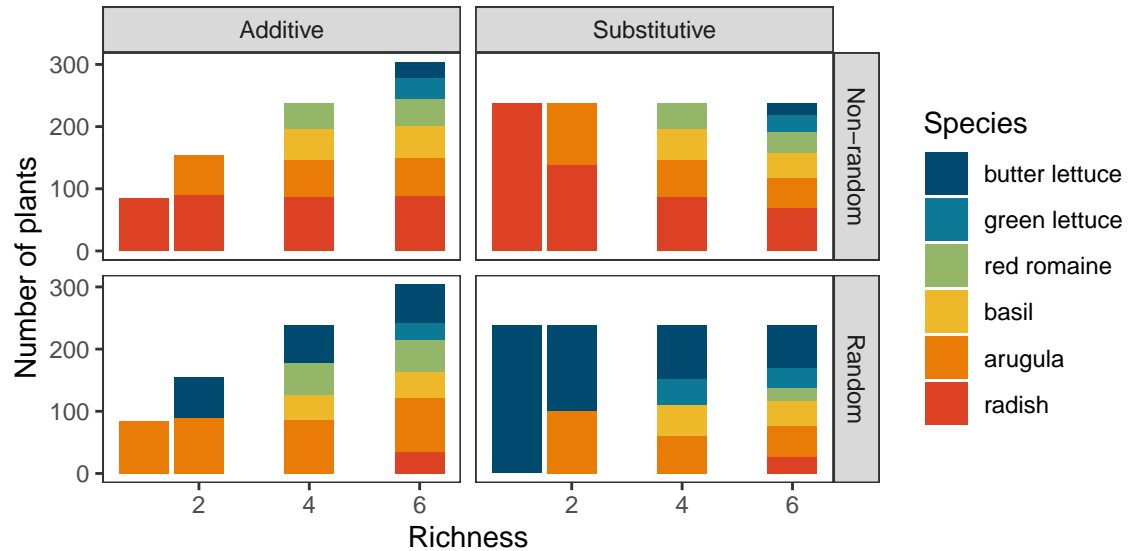 Additive
Substitutive
Number of plants
300
200
100
0
Non−random
300
200
100
0
Random
2
4
6
2
4
6
Richness
Species
butter lettuce
green lettuce
red romaine
basil
arugula
radish